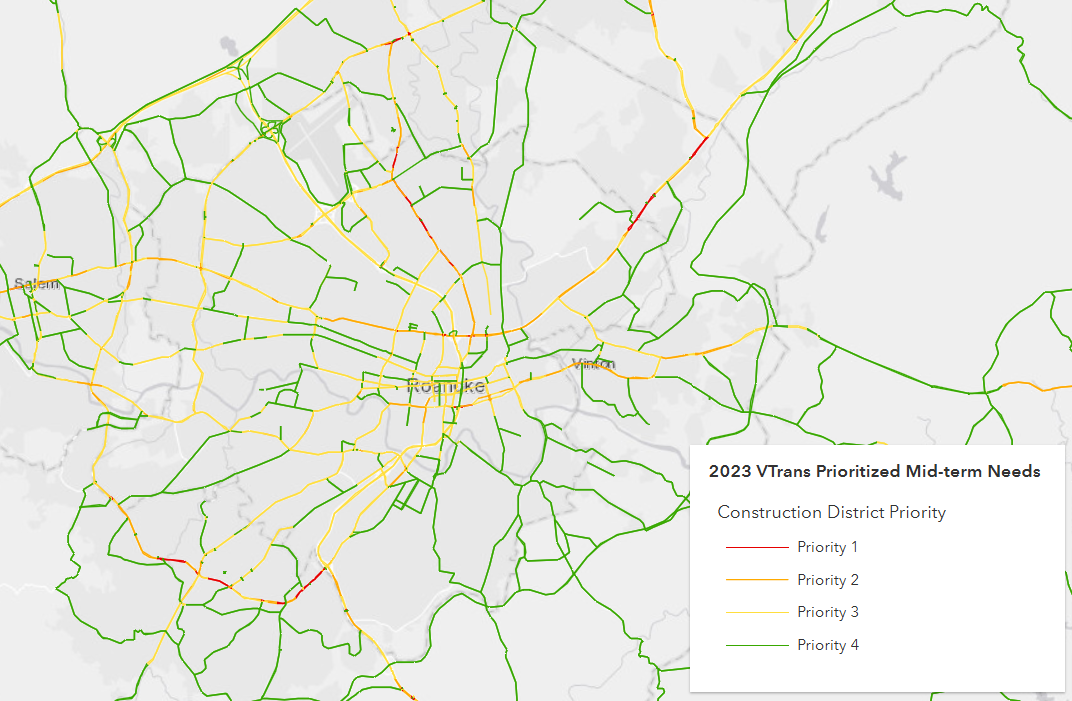 Salem
Vinton
Roanoke
2023 VTrans Prioritized Mid-term Needs
Construction District Priority
Priority 1
Priority 2
Priority 3
Priority 4